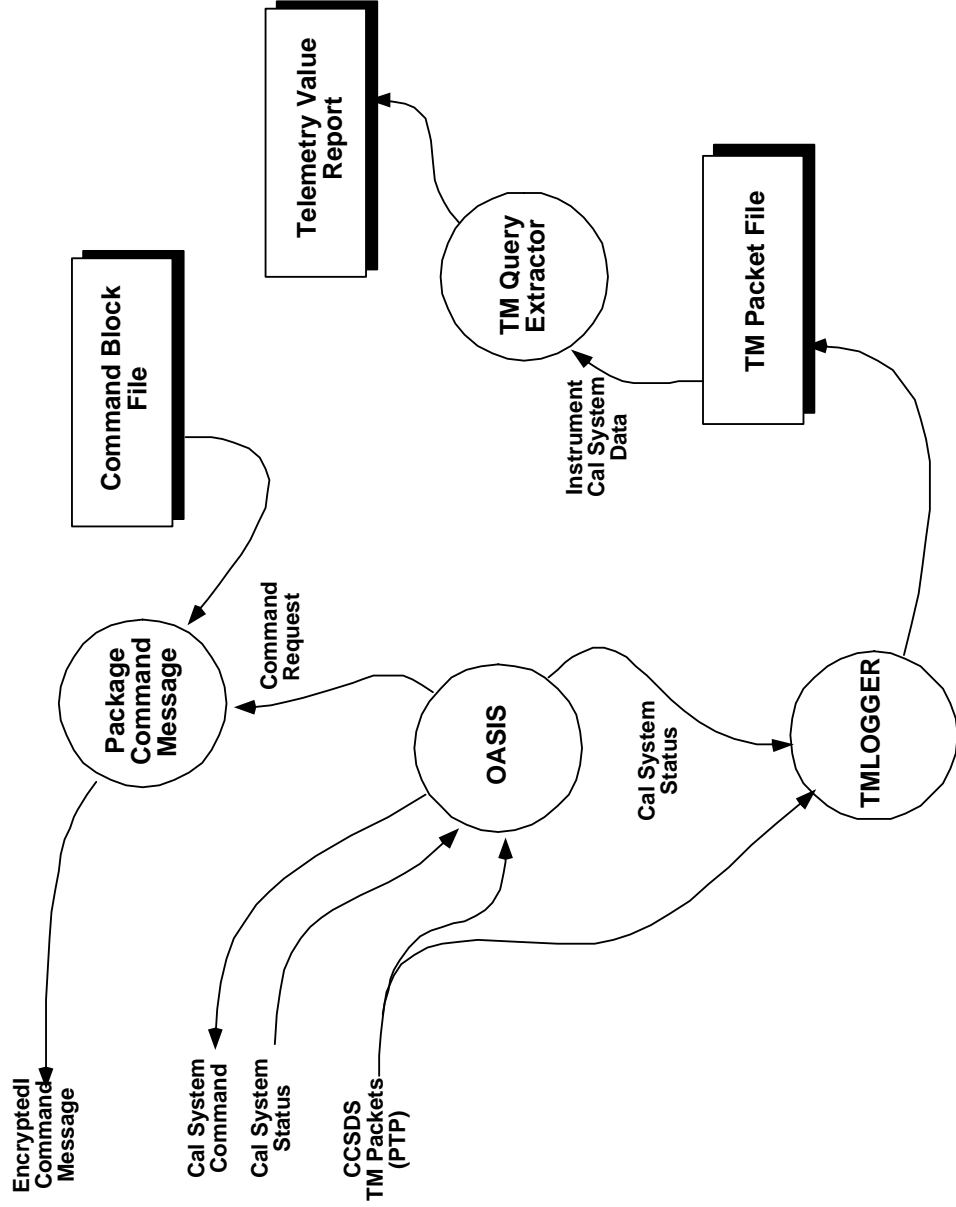 Encryptedl
Command
Message
Package
Command
Message
Command Block
File
Cal System
Command
Cal System
Status
Command
Request
Telemetry Value
Report
CCSDS
TM Packets
(PTP)
OASIS
TM Query
Extractor
Instrument
Cal System
Data
Cal System
Status
TM Packet File
TMLOGGER